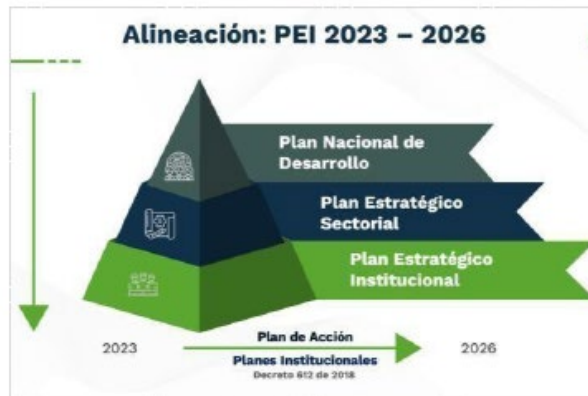 Alineación: PEI 2023 – 2026
Plan Nacional de
Desarrollo
Plan Estratégico
Sectorial
Plan Estratégico
Institucional
2023
Plan de Acción
Planes Institucionales
Decreto 612 de 2018
2026